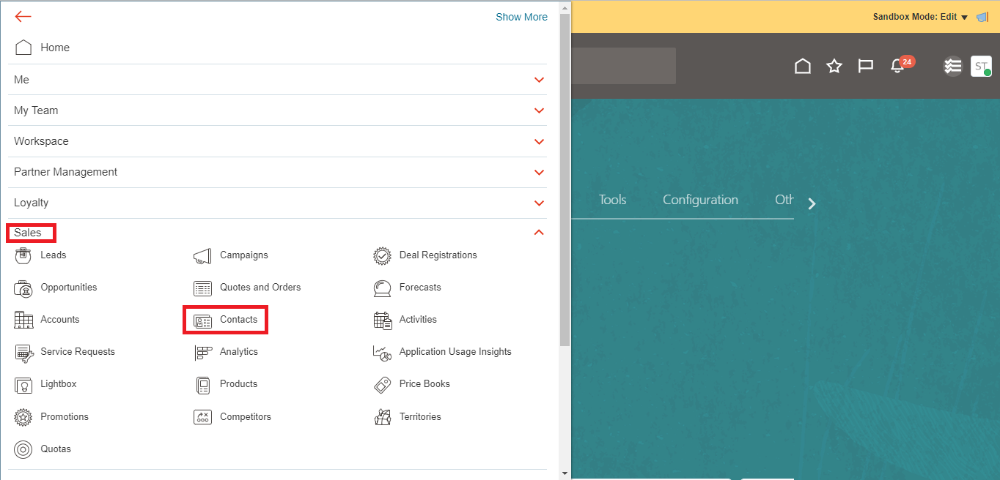 Show More
Sandbox Mode: Edit
Home
24
ST
Me
My Team
Workspace
Partner Management
Loyalty
Tools Configuration Oth
Sales
Leads Campaigns Deal Registrations
Opportunities Quotes and Orders Forecasts
Accounts Contacts Activities
Service Requests Analytics Application Usage Insights
Lightbox Products Price Books
Promotions Competitors Territories
Quotas